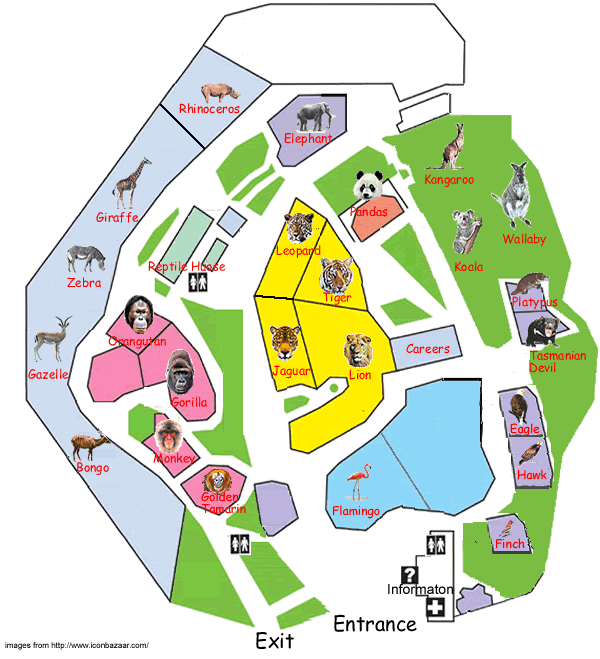 Rhinoceros
Elephant
Kangaroo
Giraffe
Pandas
Wallaby
Leopard
Koala
Reptile House
Zebra
Tiger
Platypus
Orangutan
Careers
Tasmanian
Devil
Gazelle
Jaguar
Lion
Gorilla
Eagle
Monkey
Bongo
Hawk
Golden
Tamarin
Flamingo
Finch
?
Informaton
Entrance
Exit
images from http://www.iconbazaar.com/